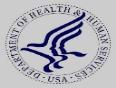 DEPARTMENT OF HEALTH & HUMAN SERVICES · USA